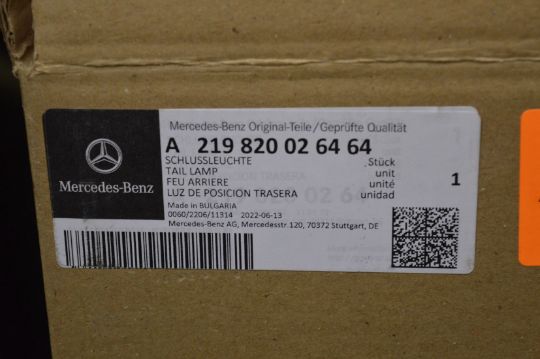 Mercedes-Benz Original-Teile/Geprüfte Qualität
A 219 820 02 64 64
SCHLUSSLEUCHTE Stück
TAIL LAMP unit
FEU ARRIERE unité
LUZ DE POSICION TRASERA unidad
1
Mercedes-Benz
Made in BULGARIA
0060/2206/11314 2022-06-13
Mercedes-Benz AG, Mercedesstr.120, 70372 Stuttgart, DE